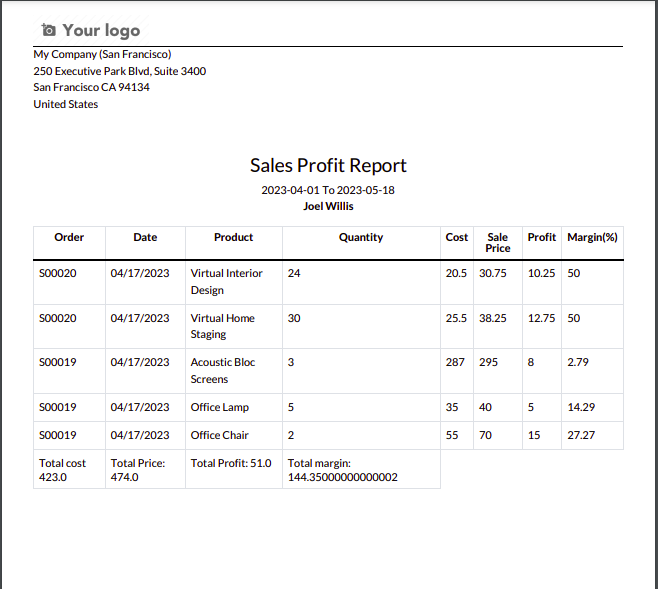 Your logo
My Company (San Francisco)
250 Executive Park Blvd, Suite 3400
San Francisco CA 94134
United States
Sales Profit Report
2023-04-01 To 2023-05-18
Joel Willis
Order Date Product Quantity Cost Sale Price Profit Margin(%)
S00020 04/17/2023 Virtual Interior Design 24 20.5 30.75 10.25 50
S00020 04/17/2023 Virtual Home Staging 30 25.5 38.25 12.75 50
S00019 04/17/2023 Acoustic Bloc Screens 3 287 295 8 2.79
S00019 04/17/2023 Office Lamp 5 35 40 5 14.29
S00019 04/17/2023 Office Chair 2 55 70 15 27.27
Total cost 423.0 Total Price: 474.0 Total Profit: 51.0 Total margin: 144.35000000000002